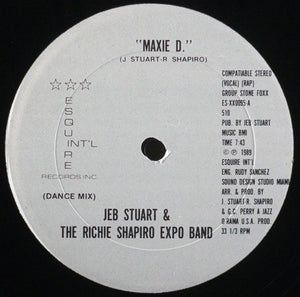 "MAXIE D."
(J STUART-R SHAPIRO)
ESQUIRE
INT'L
RECORDS INC.
(DANCE MIX)
COMPATIABLE STEREO
(VOCAL) (RAP)
GROUP STONE FOXX
ES-XX0095-A
510
PUB. BY JEB STUART
MUSIC BMI
TIME 7:43
© ℗ 1989
ESQUIRE INT'L
ENG. RUDY SANCHEZ
SOUND DESIGN STUDIO MIAMI
ARR. & PROD. BY
J. STUART-R. SHAPIRO
& G.C. PERRY A JAZZ
O RAMA U.S.A. PROD.
33 1/3 RPM
JEB STUART &
THE RICHIE SHAPIRO EXPO BAND